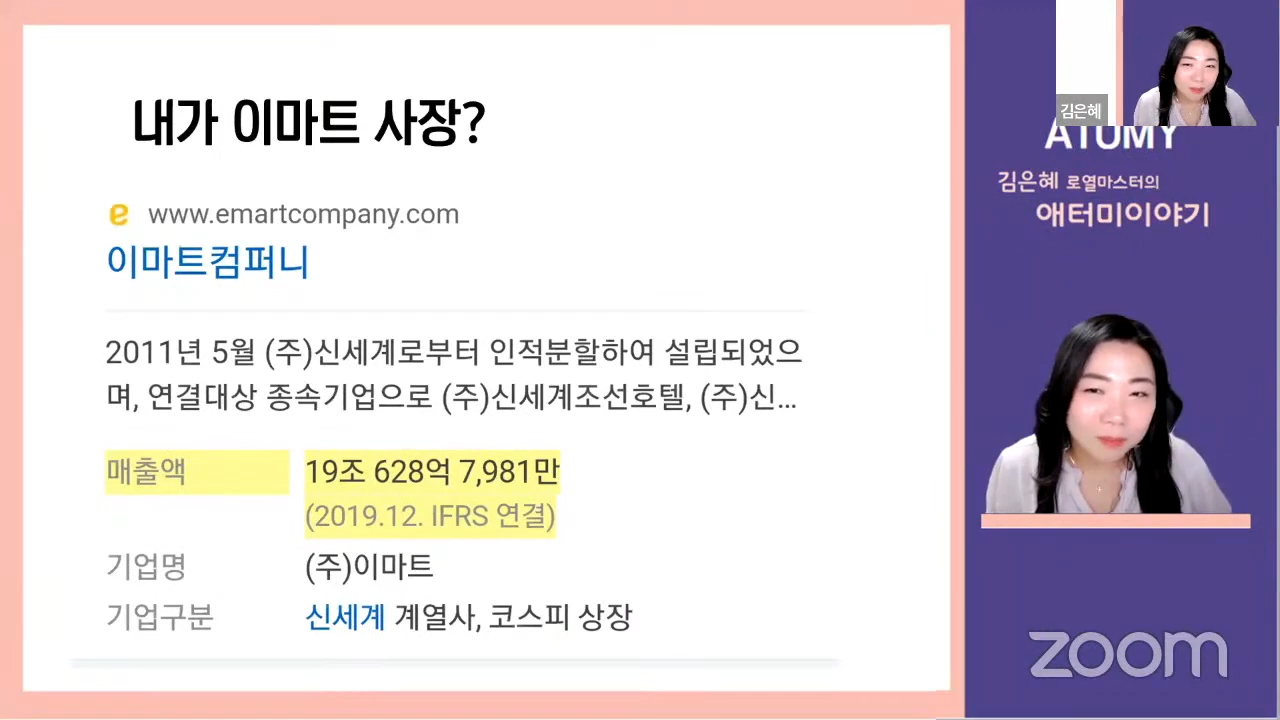 내가 이마트 사장?
www.emartcompany.com
이마트컴퍼니
2011년 5월 (주)신세계로부터 인적분할하여 설립되었으
며, 연결대상 종속기업으로 (주)신세계조선호텔, (주)신...
매출액 19조 628억 7,981만
(2019.12. IFRS 연결)
기업명 (주)이마트
기업구분 신세계 계열사, 코스피 상장
김은혜
ATOMY
김은혜 로열마스터의
애터미이야기
zoom